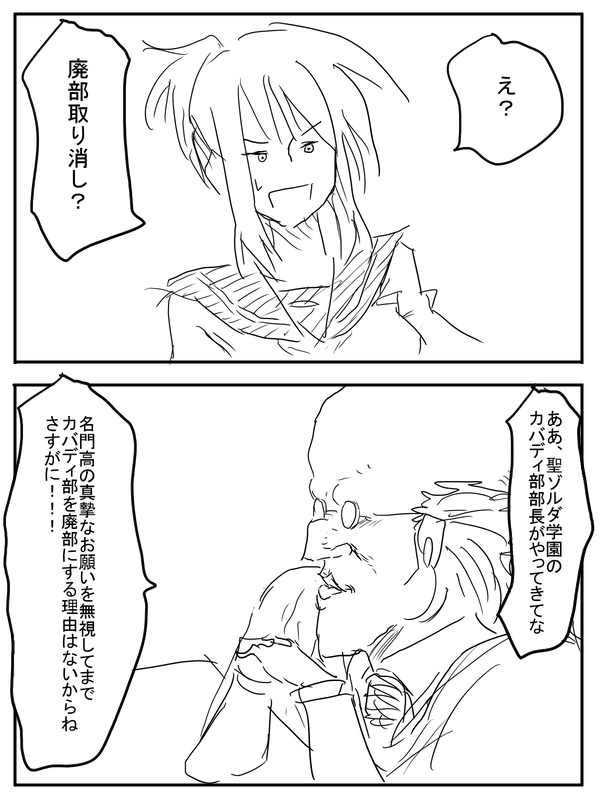 え？
廃部取り消し？
ああ、聖ゾルダ学園の
カバディ部部長がやってきてな
名門高の真摯なお願いを無視してまで
カバディ部を廃部にする理由はないからね
さすがに！！！